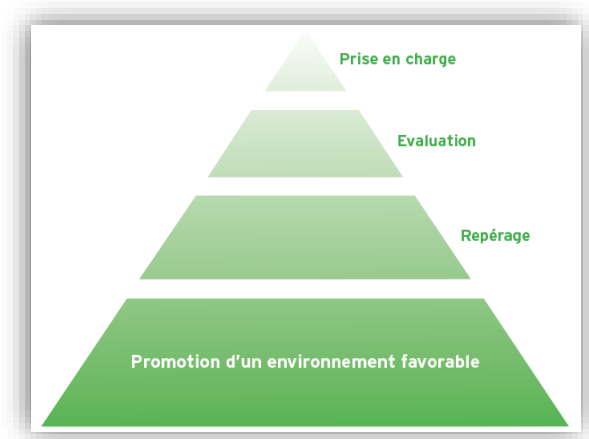 Prise en charge
Evaluation
Repérage
Promotion d'un environnement favorable